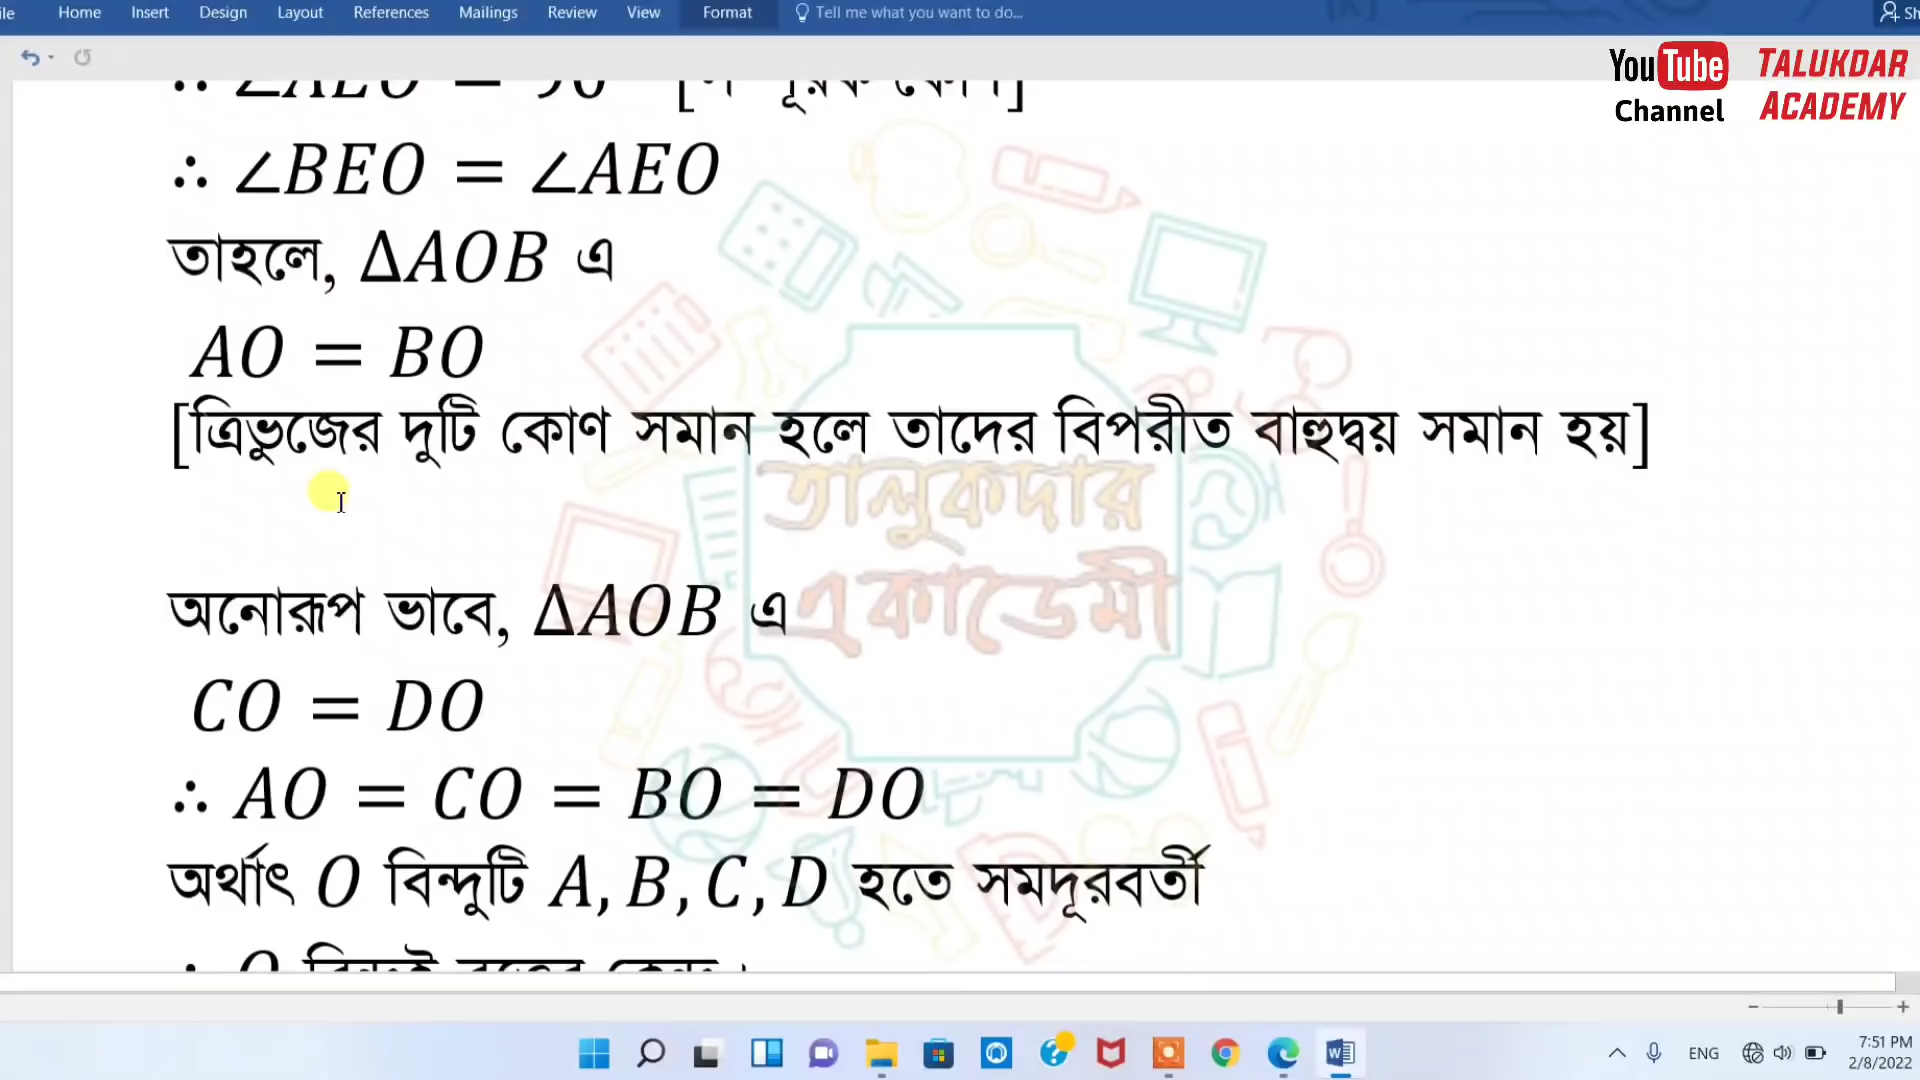 Home Insert Design Layout References Mailings Review View Format Tell me what you want to do...
YouTube Channel
TALUKDAR ACADEMY
∴ ∠BEO = ∠AEO
তাহলে, ΔAOB এ
AO = BO
[ত্রিভুজের দুটি কোণ সমান হলে তাদের বিপরীত বাহুদ্বয় সমান হয়]
তালুকদার
একাডেমী
অনোরূপ ভাবে, ΔAOB এ
CO = DO
∴ AO = CO = BO = DO
অর্থাৎ O বিন্দুটি A, B, C, D হতে সমদূরবর্তী
ENG
7:51 PM
2/8/2022